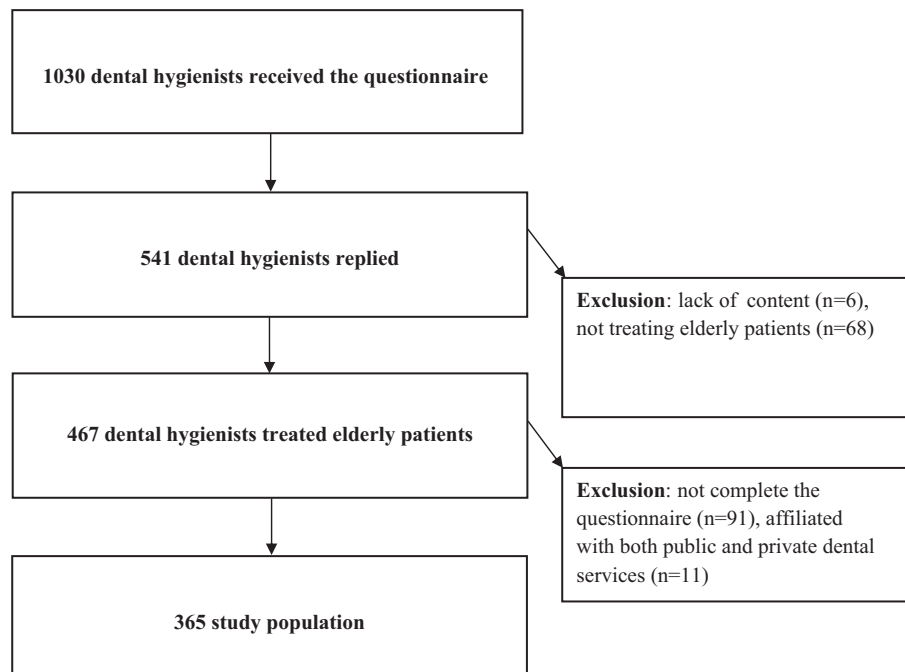 1030 dental hygienists received the questionnaire
541 dental hygienists replied
Exclusion: lack of content (n=6),
not treating elderly patients (n=68)
467 dental hygienists treated elderly patients
Exclusion: not complete the
questionnaire (n=91), affiliated
with both public and private dental
services (n=11)
365 study population